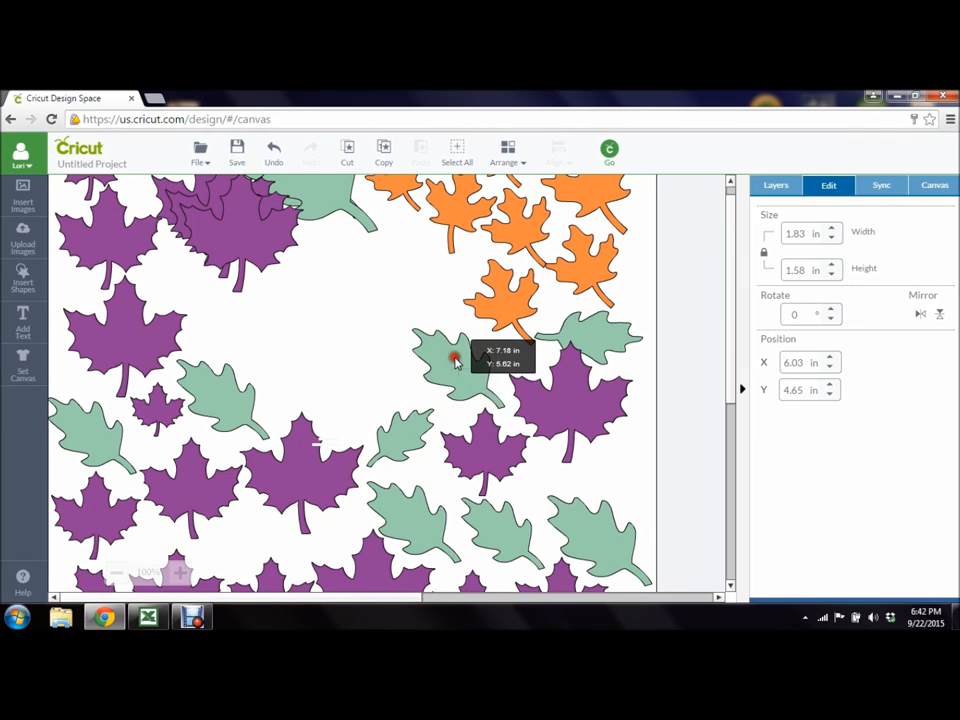 Cricut Design Space
https://us.cricut.com/design/#/canvas
Lori
Cricut
Untitled Project
File
Save
Undo
Redo
Cut
Copy
Paste
Select All
Arrange
Align
Go
Insert
Images
Upload
Images
Insert
Shapes
Add
Text
Set
Canvas
Help
X: 7.18 in
Y: 5.62 in
100%
Layers
Edit
Sync
Canvas
Size
1.83 in
Width
1.58 in
Height
Rotate
Mirror
0 °
Position
X 6.03 in
Y 4.65 in
6:42 PM
9/22/2015